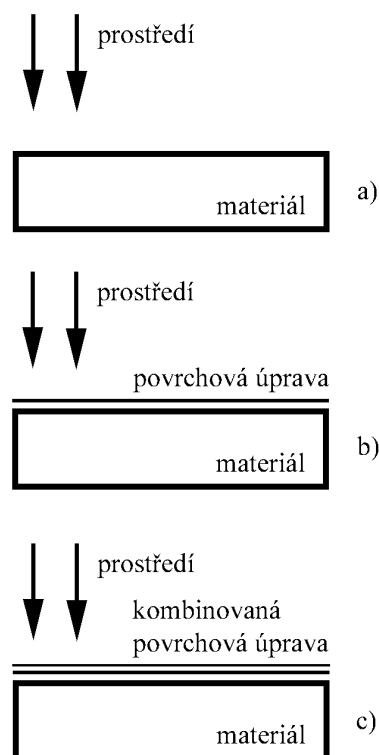 prostředí
materiál
a)
prostředí
povrchová úprava
materiál
b)
prostředí
kombinovaná
povrchová úprava
materiál
c)